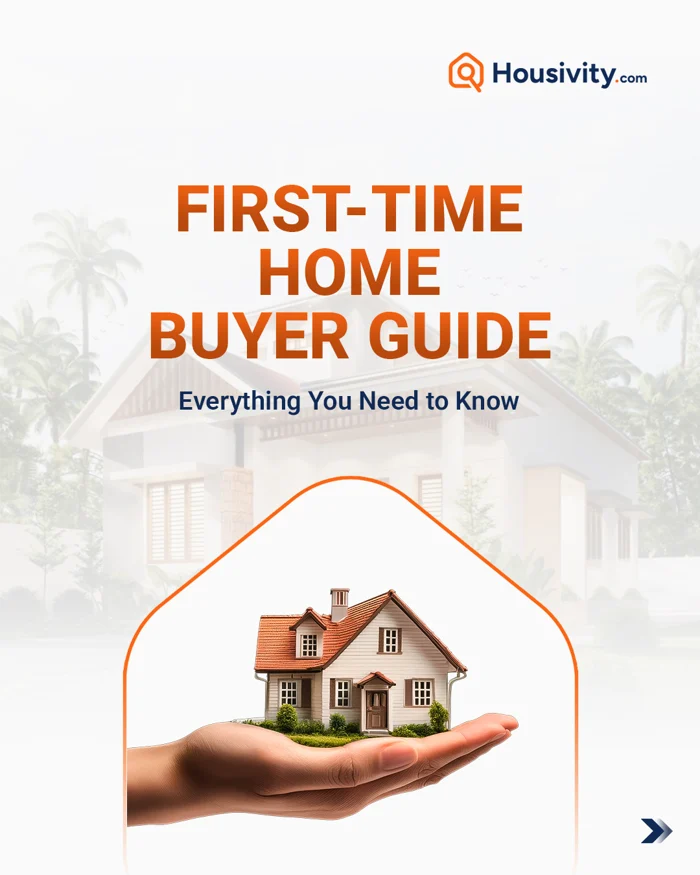 Housivity.com
FIRST-TIME
HOME
BUYER GUIDE
Everything You Need to Know